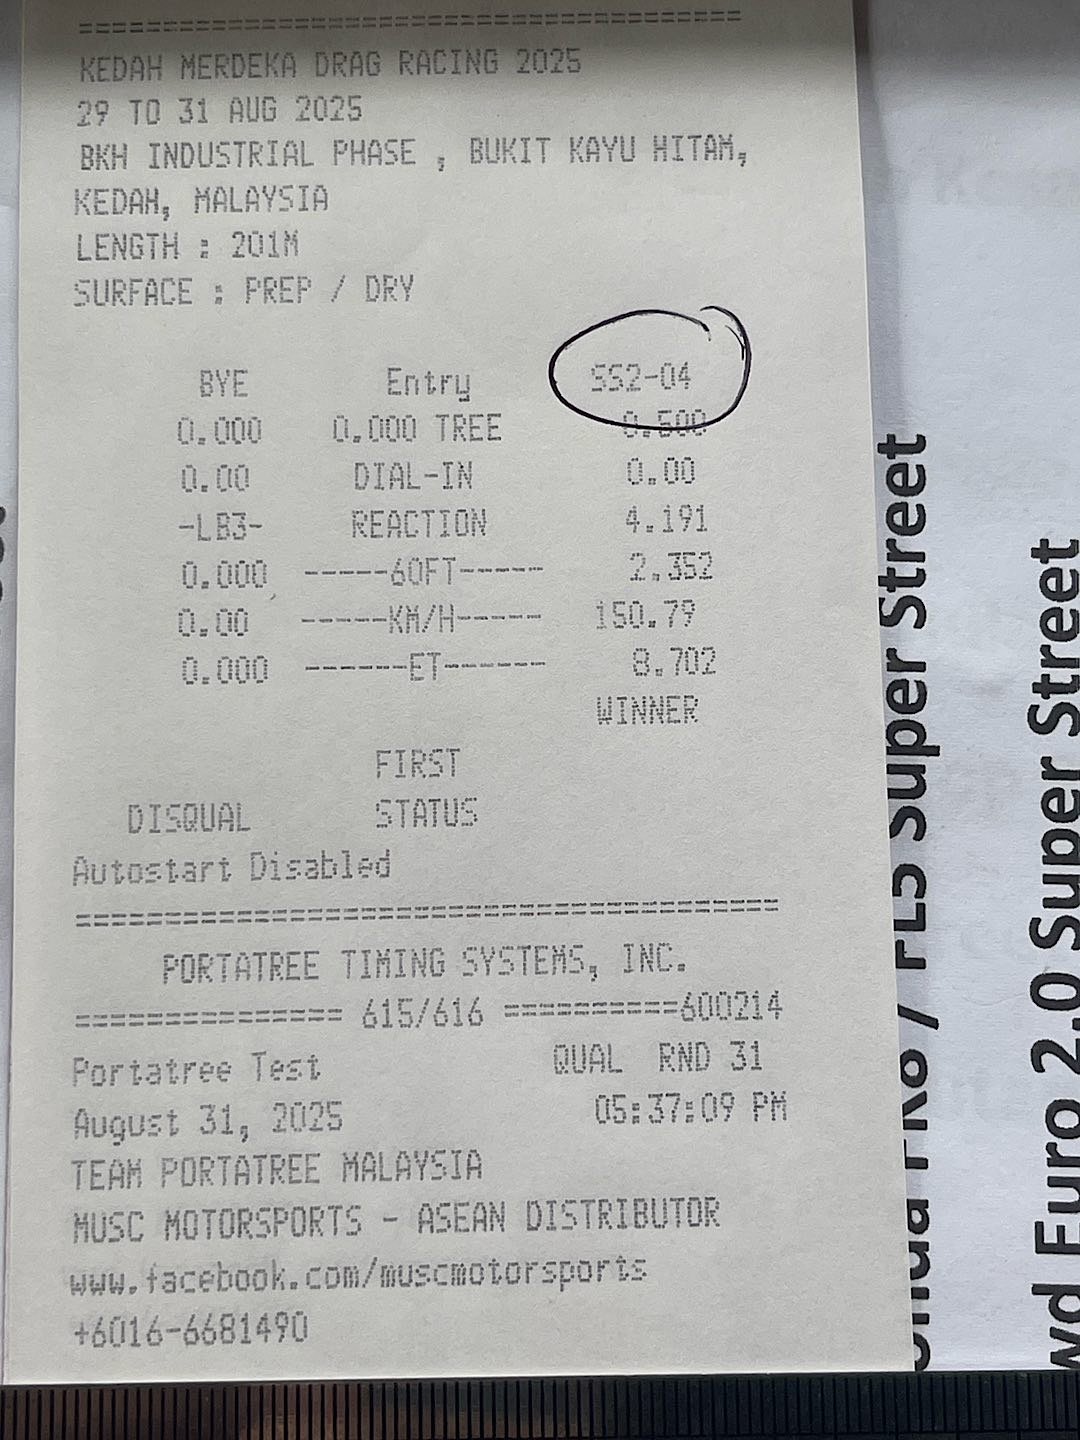 ====================================
KEDAH MERDEKA DRAG RACING 2025
29 TO 31 AUG 2025
BKH INDUSTRIAL PHASE , BUKIT KAYU HITAM,
KEDAH, MALAYSIA
LENGTH : 201M
SURFACE : PREP / DRY
BYE Entry SS2-04
0.000 0.000 TREE 0.500
0.00 DIAL-IN 0.00
-LB3- REACTION 4.191
0.000 -----60FT----- 2.352
0.00 -----KM/H----- 150.79
0.000 ------ET------ 8.702
WINNER
FIRST
DISQUAL STATUS
Autostart Disabled
========================================
PORTATREE TIMING SYSTEMS, INC.
=============== 615/616 ==========600214
Portatree Test QUAL RND 31
August 31, 2025 05:37:09 PM
TEAM PORTATREE MALAYSIA
MUSC MOTORSPORTS - ASEAN DISTRIBUTOR
www.facebook.com/muscmotorsports
+6016-6681490
Super Street
Euro 2.0 Super Street